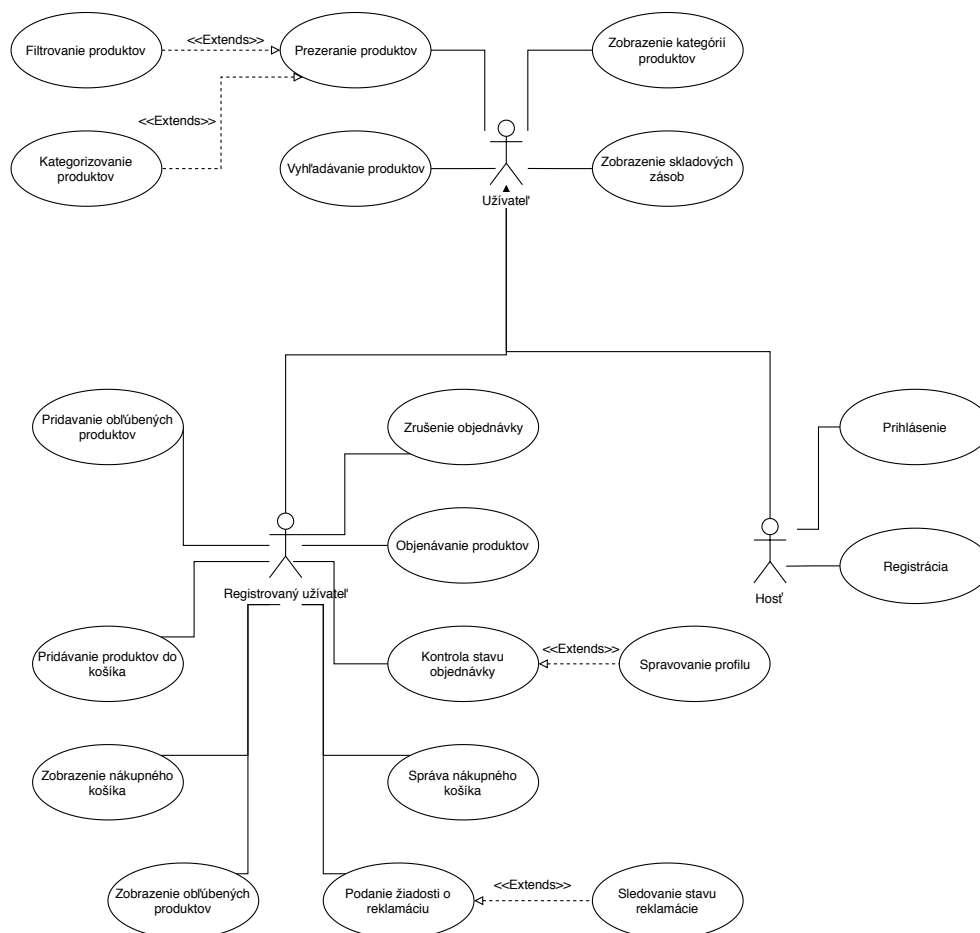 Filtrovanie produktov
<<Extends>>
Prezeranie produktov
Zobrazenie kategórií
produktov
<<Extends>>
Kategorizovanie
produktov
Vyhľadávanie produktov
Zobrazenie skladových
zásob
Užívateľ
Pridavanie obľúbených
produktov
Zrušenie objednávky
Prihlásenie
Objenávanie produktov
Registrácia
Registrovaný užívateľ
Hosť
Pridávanie produktov do
košíka
Kontrola stavu
objednávky
<<Extends>>
Spravovanie profilu
Zobrazenie nákupného
košíka
Správa nákupného
košíka
Zobrazenie obľúbených
produktov
Podanie žiadosti o
reklamáciu
<<Extends>>
Sledovanie stavu
reklamácie